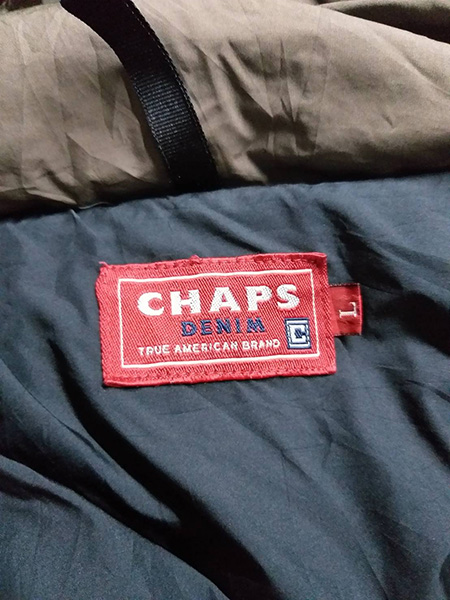 CHAPS
DENIM
TRUE AMERICAN BRAND
C
L